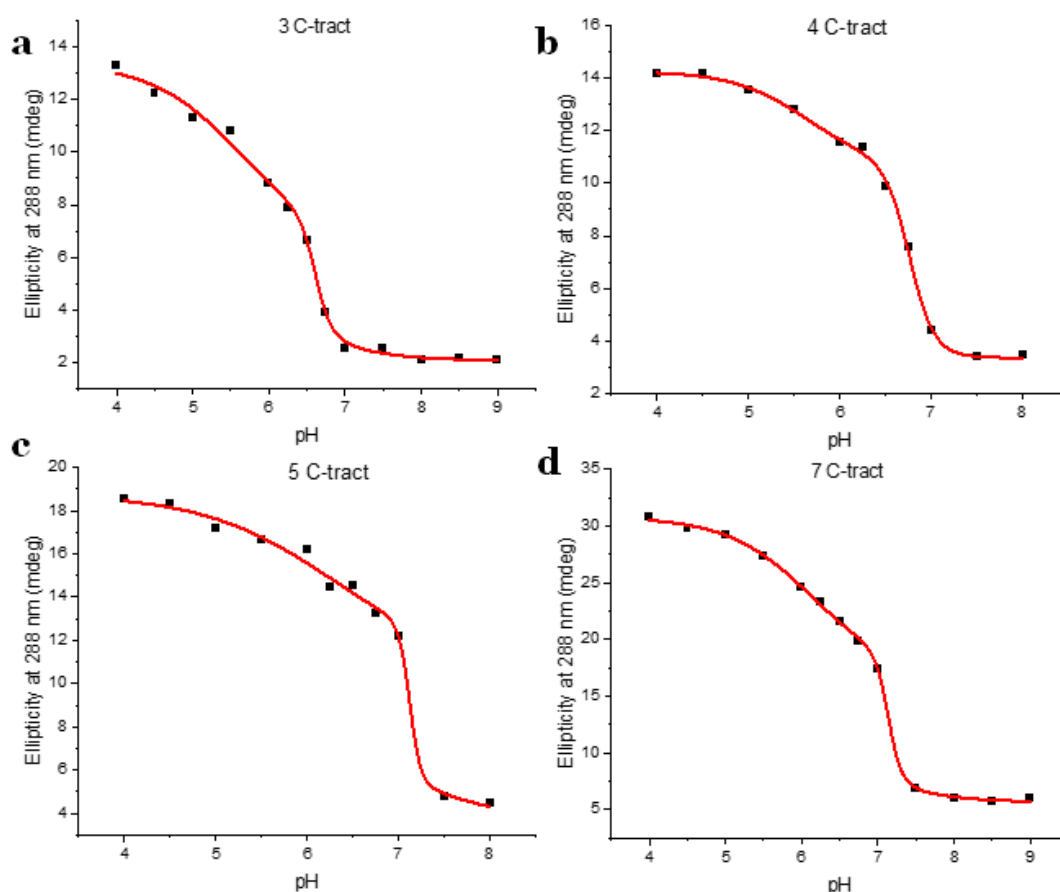 a
3 C-tract
14
12
10
8
6
4
2
Ellipticity at 288 nm (mdeg)
4 5 6 7 8 9
pH
b
4 C-tract
16
14
12
10
8
6
4
2
Ellipticity at 288 nm (mdeg)
4 5 6 7 8
pH
c
5 C-tract
20
18
16
14
12
10
8
6
4
Ellipticity at 288 nm (mdeg)
4 5 6 7 8
pH
d
7 C-tract
35
30
25
20
15
10
5
Ellipticity at 288 nm (mdeg)
4 5 6 7 8 9
pH